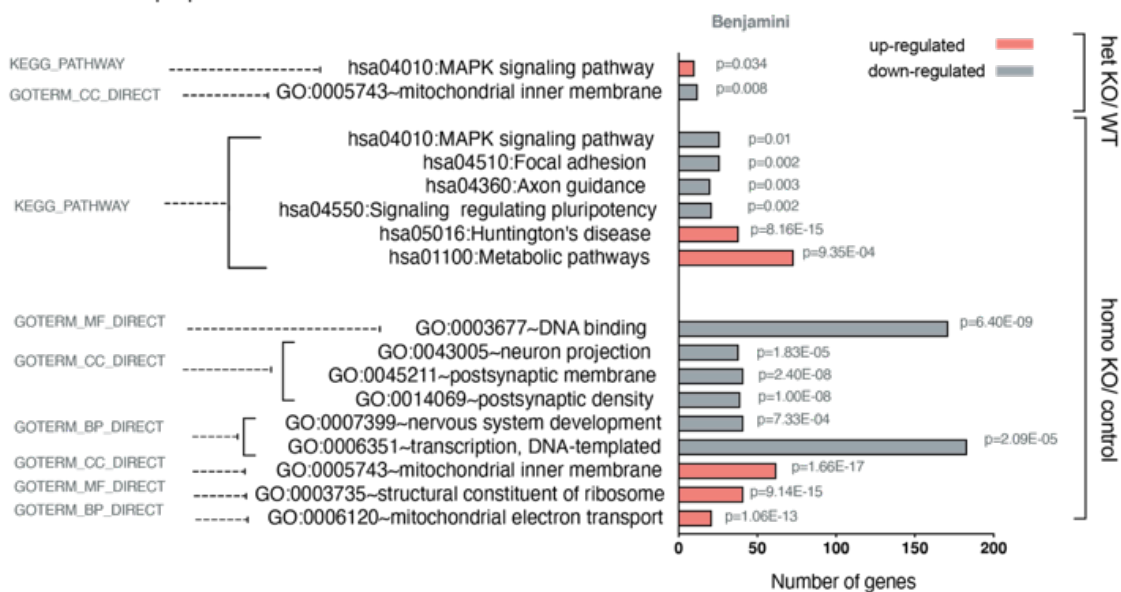 Benjamini
up-regulated
down-regulated
het KO/ WT
KEGG_PATHWAY hsa04010:MAPK signaling pathway p=0.034
GOTERM_CC_DIRECT GO:0005743~mitochondrial inner membrane p=0.008
homo KO/ control
KEGG_PATHWAY
hsa04010:MAPK signaling pathway p=0.01
hsa04510:Focal adhesion p=0.002
hsa04360:Axon guidance p=0.003
hsa04550:Signaling regulating pluripotency p=0.002
hsa05016:Huntington's disease p=8.16E-15
hsa01100:Metabolic pathways p=9.35E-04
GOTERM_MF_DIRECT GO:0003677~DNA binding p=6.40E-09
GOTERM_CC_DIRECT
GO:0043005~neuron projection p=1.83E-05
GO:0045211~postsynaptic membrane p=2.40E-08
GO:0014069~postsynaptic density p=1.00E-08
GOTERM_BP_DIRECT
GO:0007399~nervous system development p=7.33E-04
GO:0006351~transcription, DNA-templated p=2.09E-05
GOTERM_CC_DIRECT GO:0005743~mitochondrial inner membrane p=1.66E-17
GOTERM_MF_DIRECT GO:0003735~structural constituent of ribosome p=9.14E-15
GOTERM_BP_DIRECT GO:0006120~mitochondrial electron transport p=1.06E-13
0 50 100 150 200
Number of genes